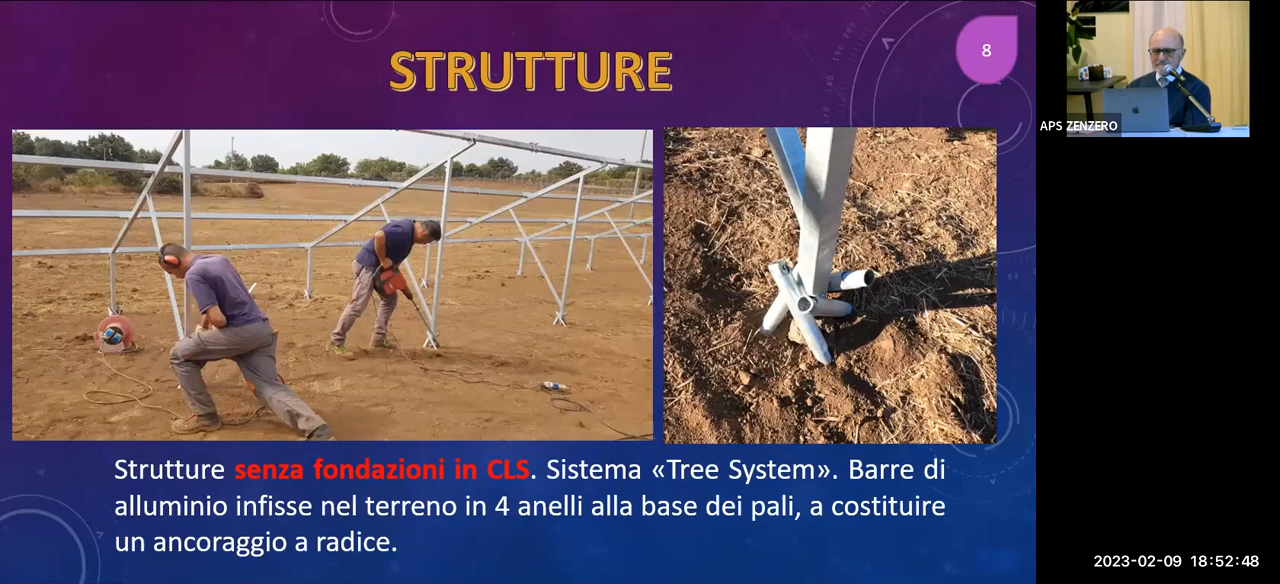 STRUTTURE
8
APS ZENZERO
Strutture senza fondazioni in CLS. Sistema «Tree System». Barre di
alluminio infisse nel terreno in 4 anelli alla base dei pali, a costituire
un ancoraggio a radice.
2023-02-09 18:52:48